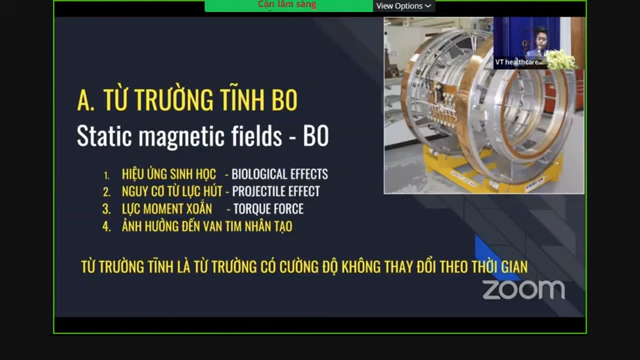 Cận lâm sàng
View Options
VT healthcare
A. TỪ TRƯỜNG TĨNH BO
Static magnetic fields - BO
1. HIỆU ỨNG SINH HỌC - BIOLOGICAL EFFECTS
2. NGUY CƠ TỪ LỰC HÚT - PROJECTILE EFFECT
3. LỰC MOMENT XOẮN - TORQUE FORCE
4. ẢNH HƯỞNG ĐẾN VAN TIM NHÂN TẠO
TỪ TRƯỜNG TĨNH LÀ TỪ TRƯỜNG CÓ CƯỜNG ĐỘ KHÔNG THAY ĐỔI THEO THỜI GIAN
zoom